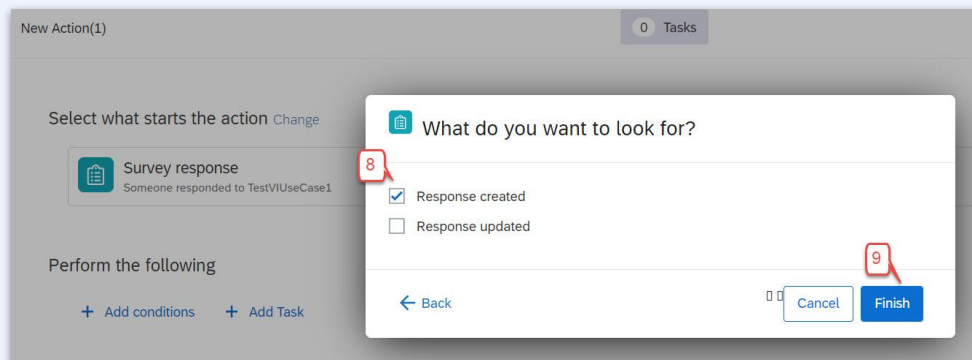 New Action(1)
0 Tasks
Select what starts the action Change
Survey response
Someone responded to TestVIUseCase1
Perform the following
+ Add conditions + Add Task
What do you want to look for?
8
Response created
Response updated
9
← Back
Cancel
Finish